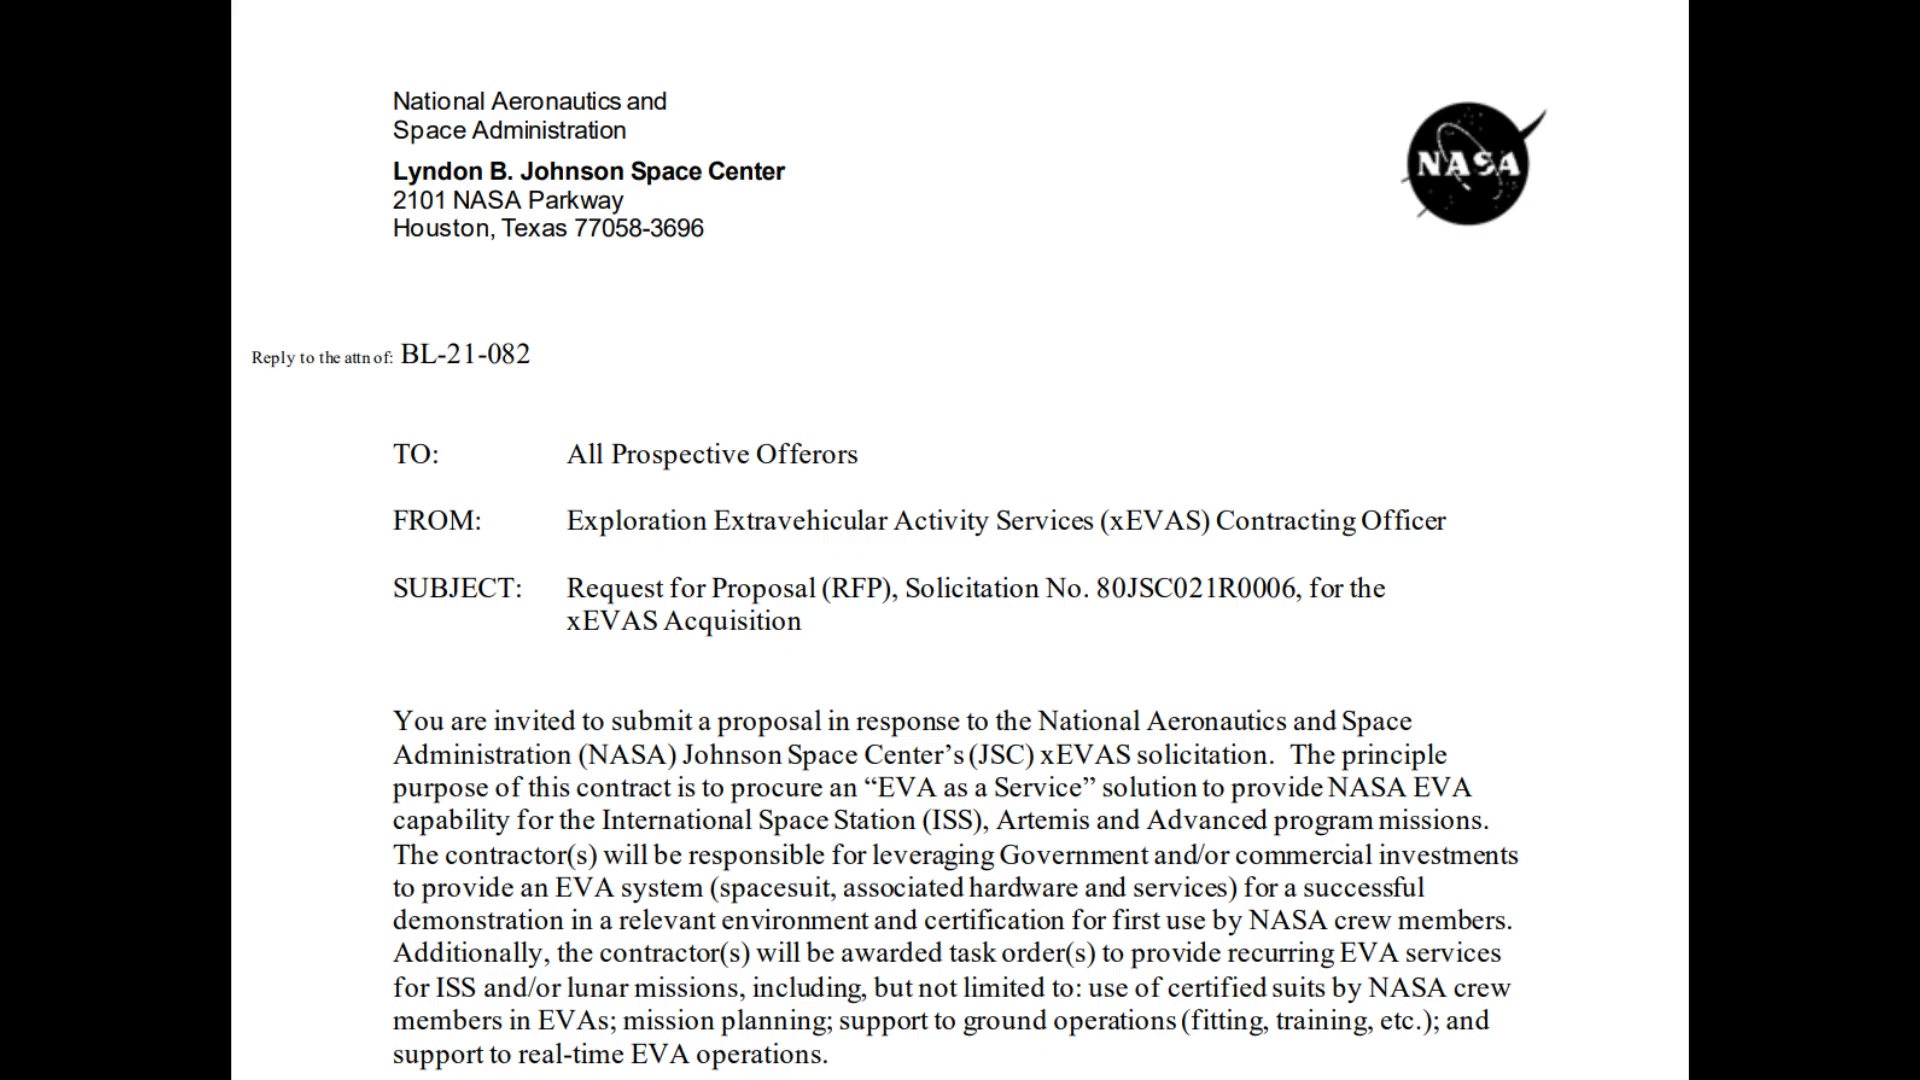 National Aeronautics and
Space Administration
Lyndon B. Johnson Space Center
2101 NASA Parkway
Houston, Texas 77058-3696
NASA
Reply to the attn of: BL-21-082
TO: All Prospective Offerors
FROM: Exploration Extravehicular Activity Services (xEVAS) Contracting Officer
SUBJECT: Request for Proposal (RFP), Solicitation No. 80JSC021R0006, for the
xEVAS Acquisition
You are invited to submit a proposal in response to the National Aeronautics and Space
Administration (NASA) Johnson Space Center’s (JSC) xEVAS solicitation. The principle
purpose of this contract is to procure an “EVA as a Service” solution to provide NASA EVA
capability for the International Space Station (ISS), Artemis and Advanced program missions.
The contractor(s) will be responsible for leveraging Government and/or commercial investments
to provide an EVA system (spacesuit, associated hardware and services) for a successful
demonstration in a relevant environment and certification for first use by NASA crew members.
Additionally, the contractor(s) will be awarded task order(s) to provide recurring EVA services
for ISS and/or lunar missions, including, but not limited to: use of certified suits by NASA crew
members in EVAs; mission planning; support to ground operations (fitting, training, etc.); and
support to real-time EVA operations.